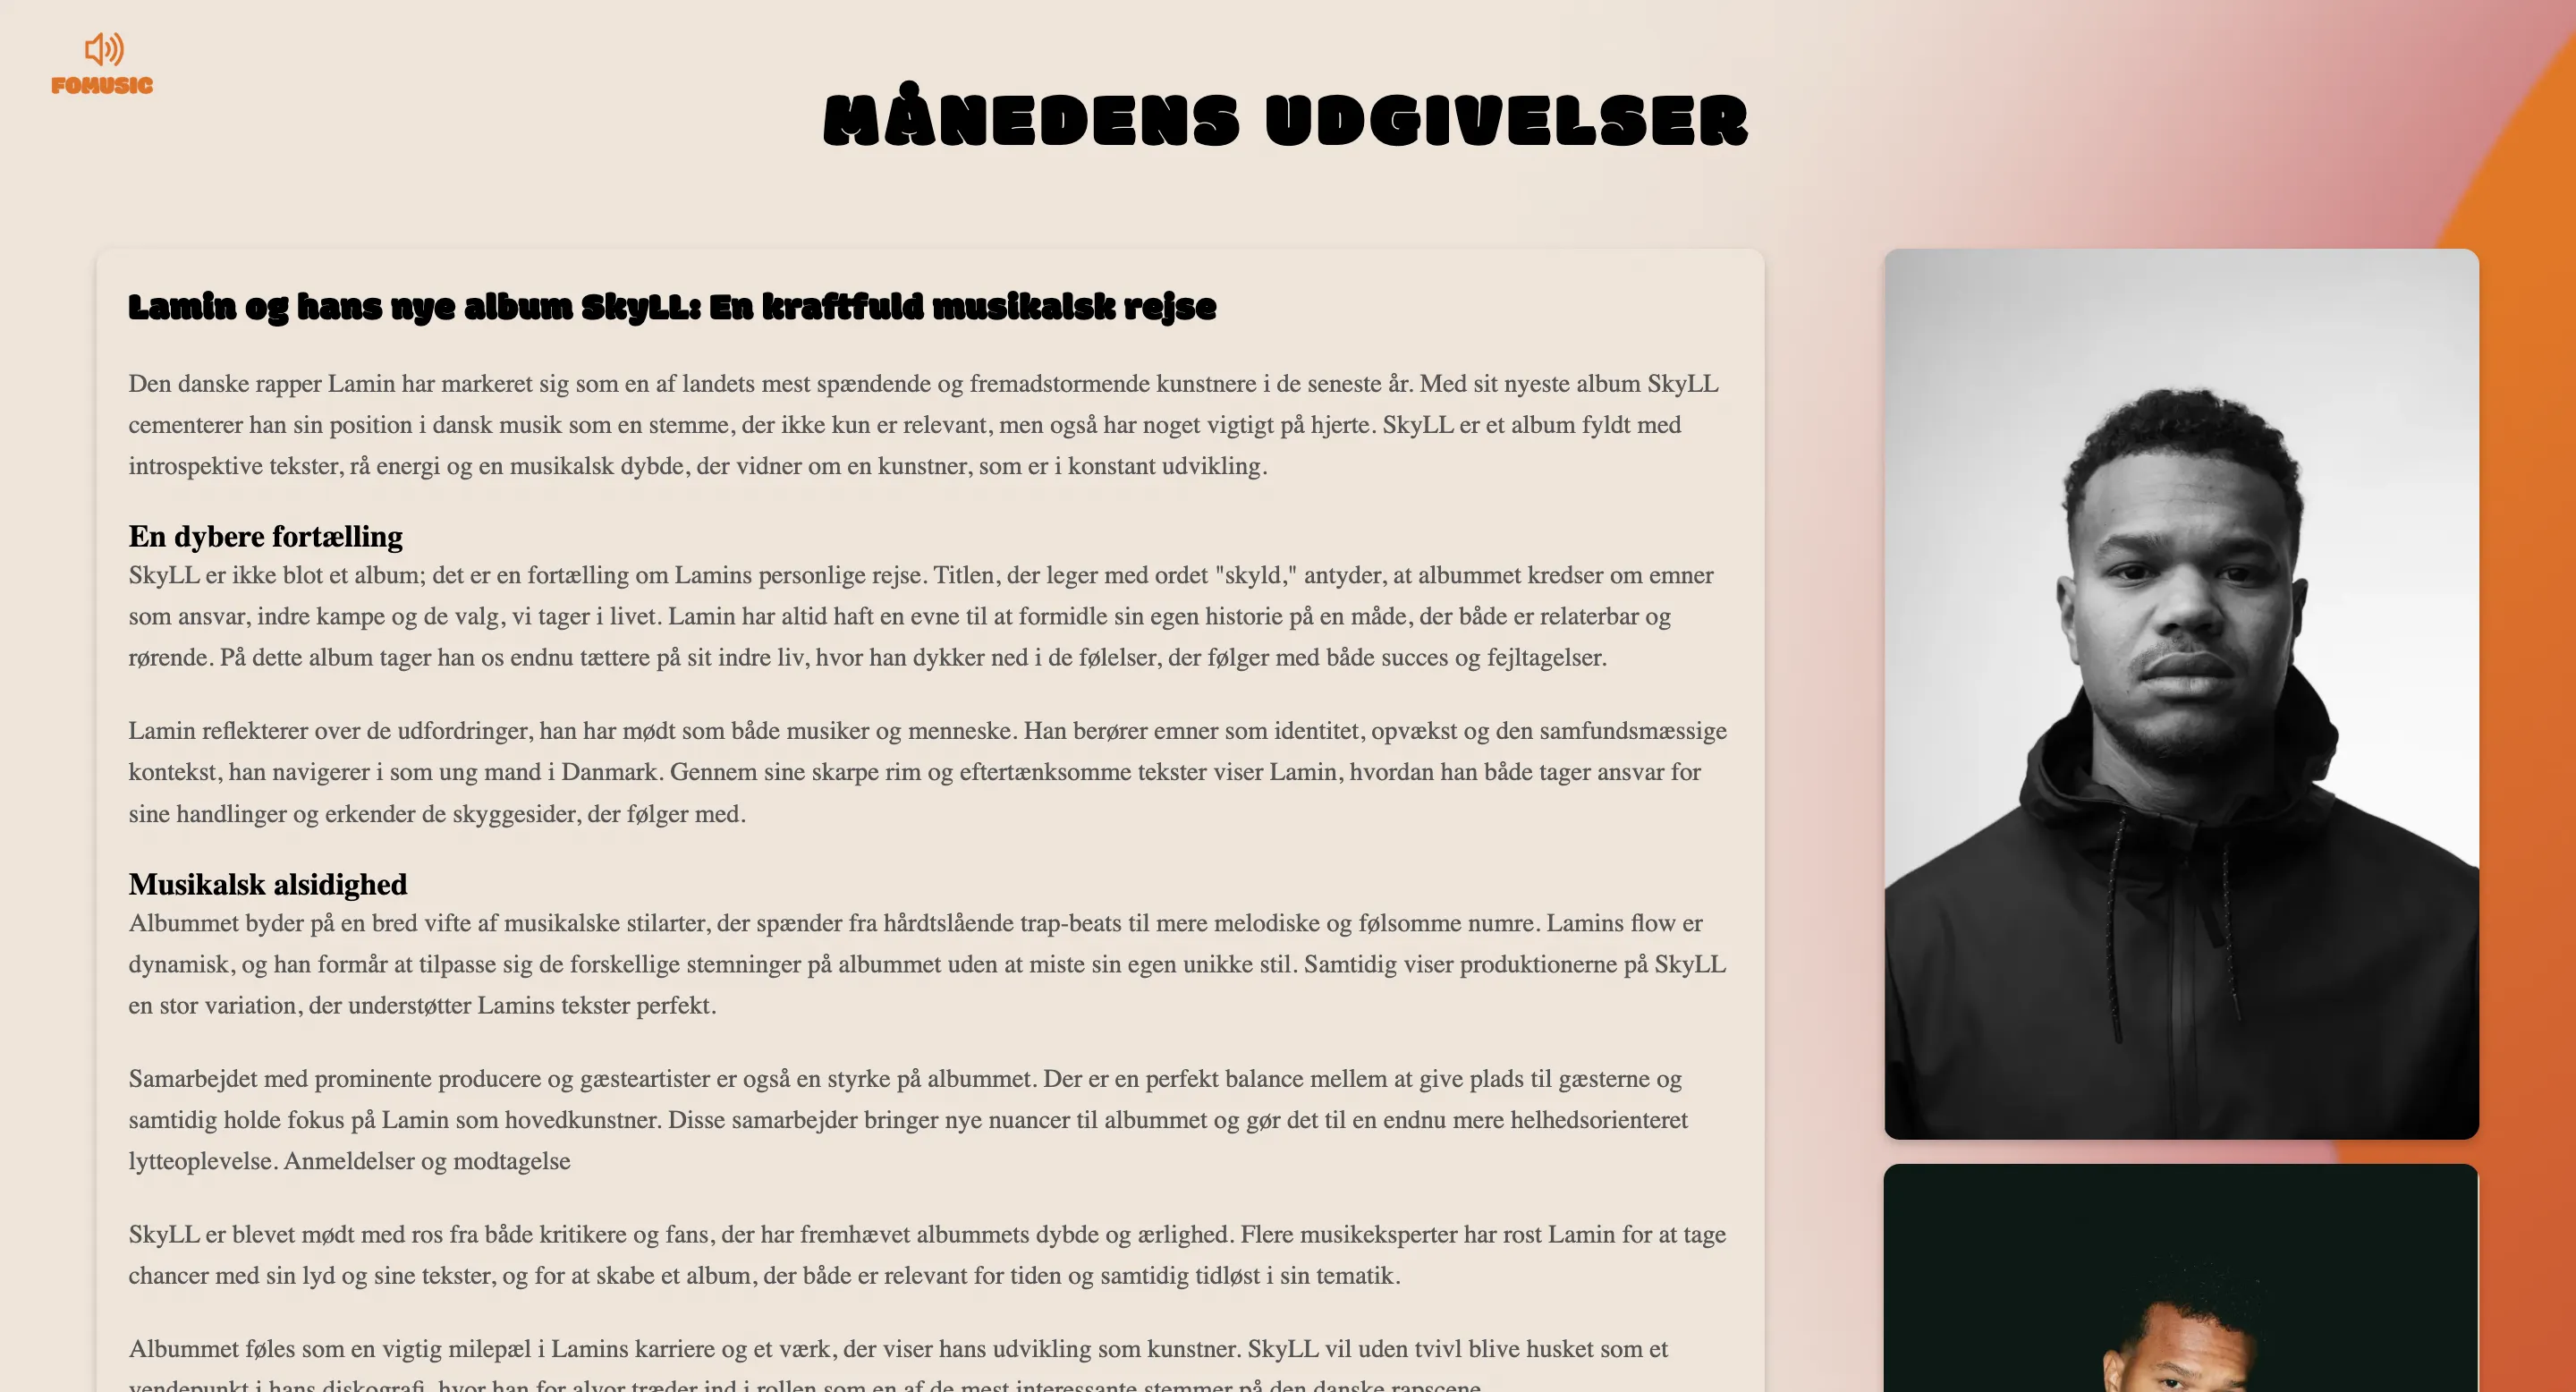 FOMUSIC
MÅNEDENS UDGIVELSER
Lamin og hans nye album SkyLL: En kraftfuld musikalsk rejse
Den danske rapper Lamin har markeret sig som en af landets mest spændende og fremadstormende kunstnere i de seneste år. Med sit nyeste album SkyLL
cementerer han sin position i dansk musik som en stemme, der ikke kun er relevant, men også har noget vigtigt på hjerte. SkyLL er et album fyldt med
introspektive tekster, rå energi og en musikalsk dybde, der vidner om en kunstner, som er i konstant udvikling.
En dybere fortælling
SkyLL er ikke blot et album; det er en fortælling om Lamins personlige rejse. Titlen, der leger med ordet "skyld," antyder, at albummet kredser om emner
som ansvar, indre kampe og de valg, vi tager i livet. Lamin har altid haft en evne til at formidle sin egen historie på en måde, der både er relaterbar og
rørende. På dette album tager han os endnu tættere på sit indre liv, hvor han dykker ned i de følelser, der følger med både succes og fejltagelser.
Lamin reflekterer over de udfordringer, han har mødt som både musiker og menneske. Han berører emner som identitet, opvækst og den samfundsmæssige
kontekst, han navigerer i som ung mand i Danmark. Gennem sine skarpe rim og eftertænksomme tekster viser Lamin, hvordan han både tager ansvar for
sine handlinger og erkender de skyggesider, der følger med.
Musikalsk alsidighed
Albummet byder på en bred vifte af musikalske stilarter, der spænder fra hårdtslående trap-beats til mere melodiske og følsomme numre. Lamins flow er
dynamisk, og han formår at tilpasse sig de forskellige stemninger på albummet uden at miste sin egen unikke stil. Samtidig viser produktionerne på SkyLL
en stor variation, der understøtter Lamins tekster perfekt.
Samarbejdet med prominente producere og gæsteartister er også en styrke på albummet. Der er en perfekt balance mellem at give plads til gæsterne og
samtidig holde fokus på Lamin som hovedkunstner. Disse samarbejder bringer nye nuancer til albummet og gør det til en endnu mere helhedsorienteret
lytteoplevelse. Anmeldelser og modtagelse
SkyLL er blevet mødt med ros fra både kritikere og fans, der har fremhævet albummets dybde og ærlighed. Flere musikeksperter har rost Lamin for at tage
chancer med sin lyd og sine tekster, og for at skabe et album, der både er relevant for tiden og samtidig tidløst i sin tematik.
Albummet føles som en vigtig milepæl i Lamins karriere og et værk, der viser hans udvikling som kunstner. SkyLL vil uden tvivl blive husket som et
vendepunkt i hans diskografi, hvor han for alvor træder ind i rollen som en af de mest interessante stemmer på den danske rapscene.